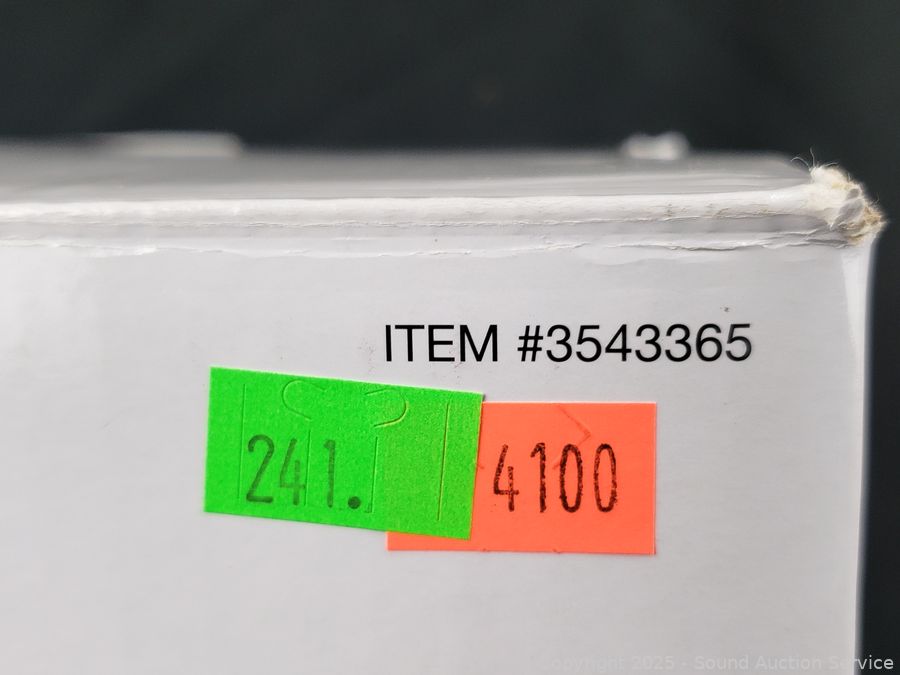 ITEM #3543365
241.
4100
Copyright 2025 - Sound Auction Service